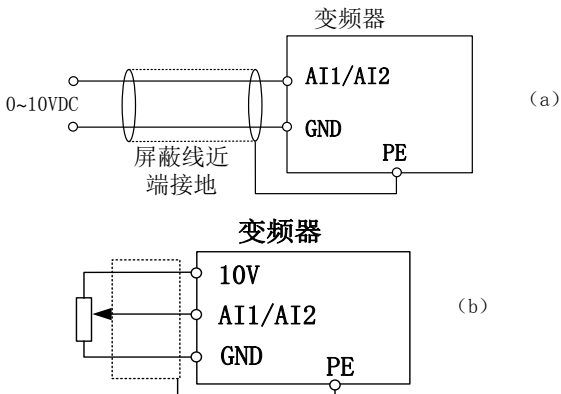 变频器
AI1/AI2
(a)
0~10VDC
GND
屏蔽线近
端接地
PE
变频器
10V
(b)
AI1/AI2
GND
PE